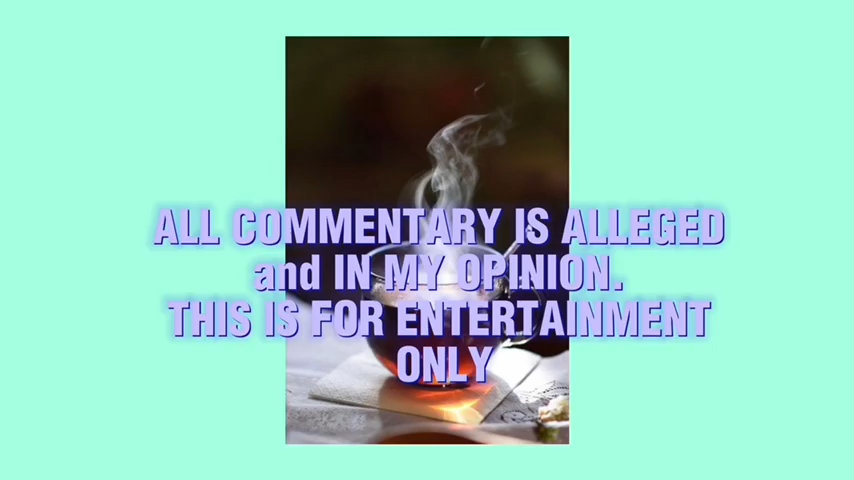 ALL COMMENTARY IS ALLEGED
and IN MY OPINION.
THIS IS FOR ENTERTAINMENT
ONLY